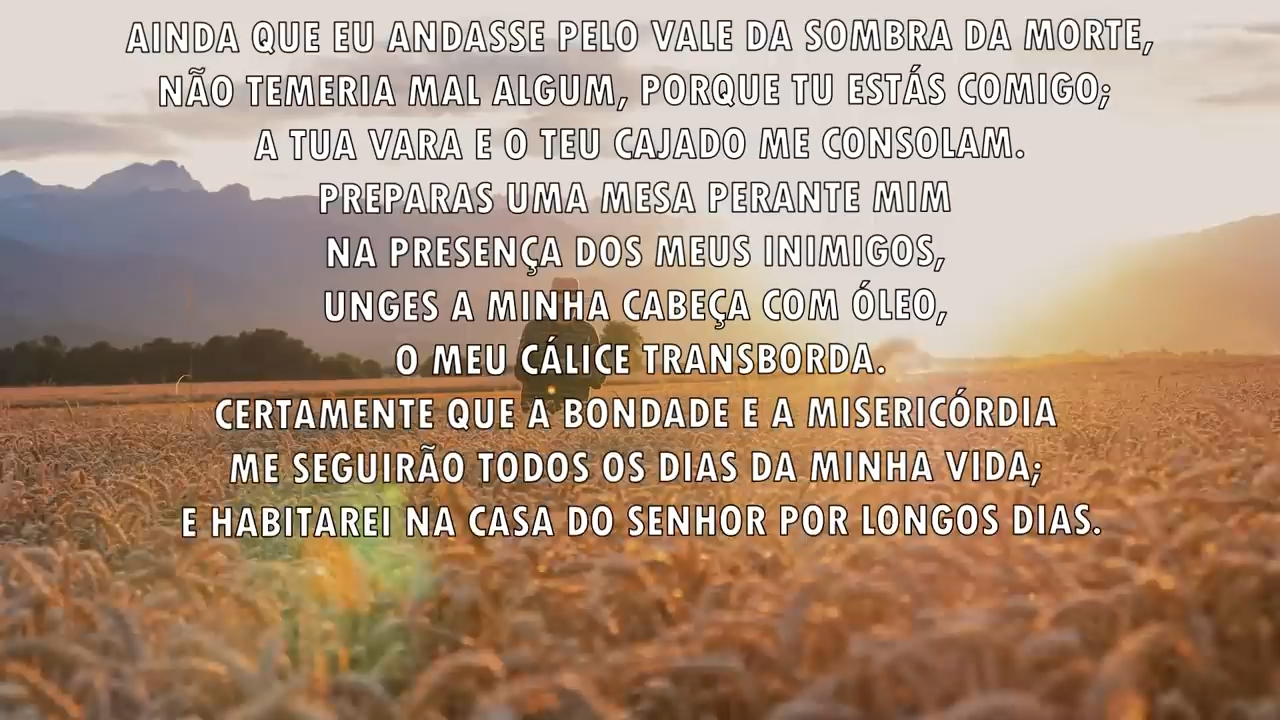 AINDA QUE EU ANDASSE PELO VALE DA SOMBRA DA MORTE,
NÃO TEMERIA MAL ALGUM, PORQUE TU ESTÁS COMIGO;
A TUA VARA E O TEU CAJADO ME CONSOLAM.
PREPARAS UMA MESA PERANTE MIM
NA PRESENÇA DOS MEUS INIMIGOS,
UNGES A MINHA CABEÇA COM ÓLEO,
O MEU CÁLICE TRANSBORDA.
CERTAMENTE QUE A BONDADE E A MISERICÓRDIA
ME SEGUIRÃO TODOS OS DIAS DA MINHA VIDA;
E HABITAREI NA CASA DO SENHOR POR LONGOS DIAS.